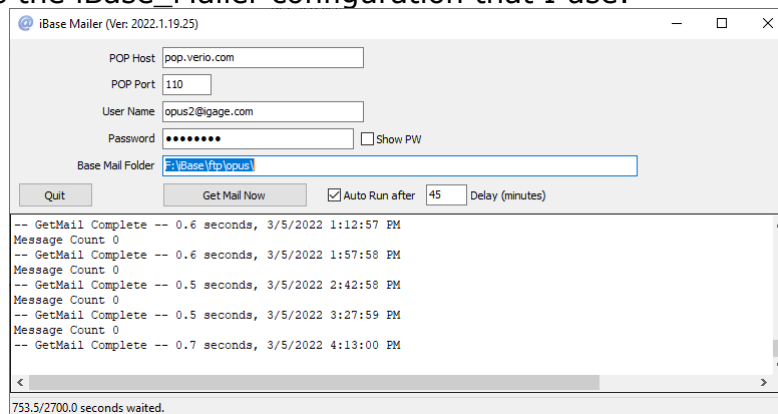 the iBase_Mailer configuration that I use:
iBase Mailer (Ver: 2022.1.19.25)
POP Host pop.verio.com
POP Port 110
User Name opus2@igage.com
Password •••••••• Show PW
Base Mail Folder F:\iBase\ftp\opus\
Quit Get Mail Now Auto Run after 45 Delay (minutes)
-- GetMail Complete -- 0.6 seconds, 3/5/2022 1:12:57 PM
Message Count 0
-- GetMail Complete -- 0.6 seconds, 3/5/2022 1:57:58 PM
Message Count 0
-- GetMail Complete -- 0.5 seconds, 3/5/2022 2:42:58 PM
Message Count 0
-- GetMail Complete -- 0.5 seconds, 3/5/2022 3:27:59 PM
Message Count 0
-- GetMail Complete -- 0.7 seconds, 3/5/2022 4:13:00 PM
753.5/2700.0 seconds waited.